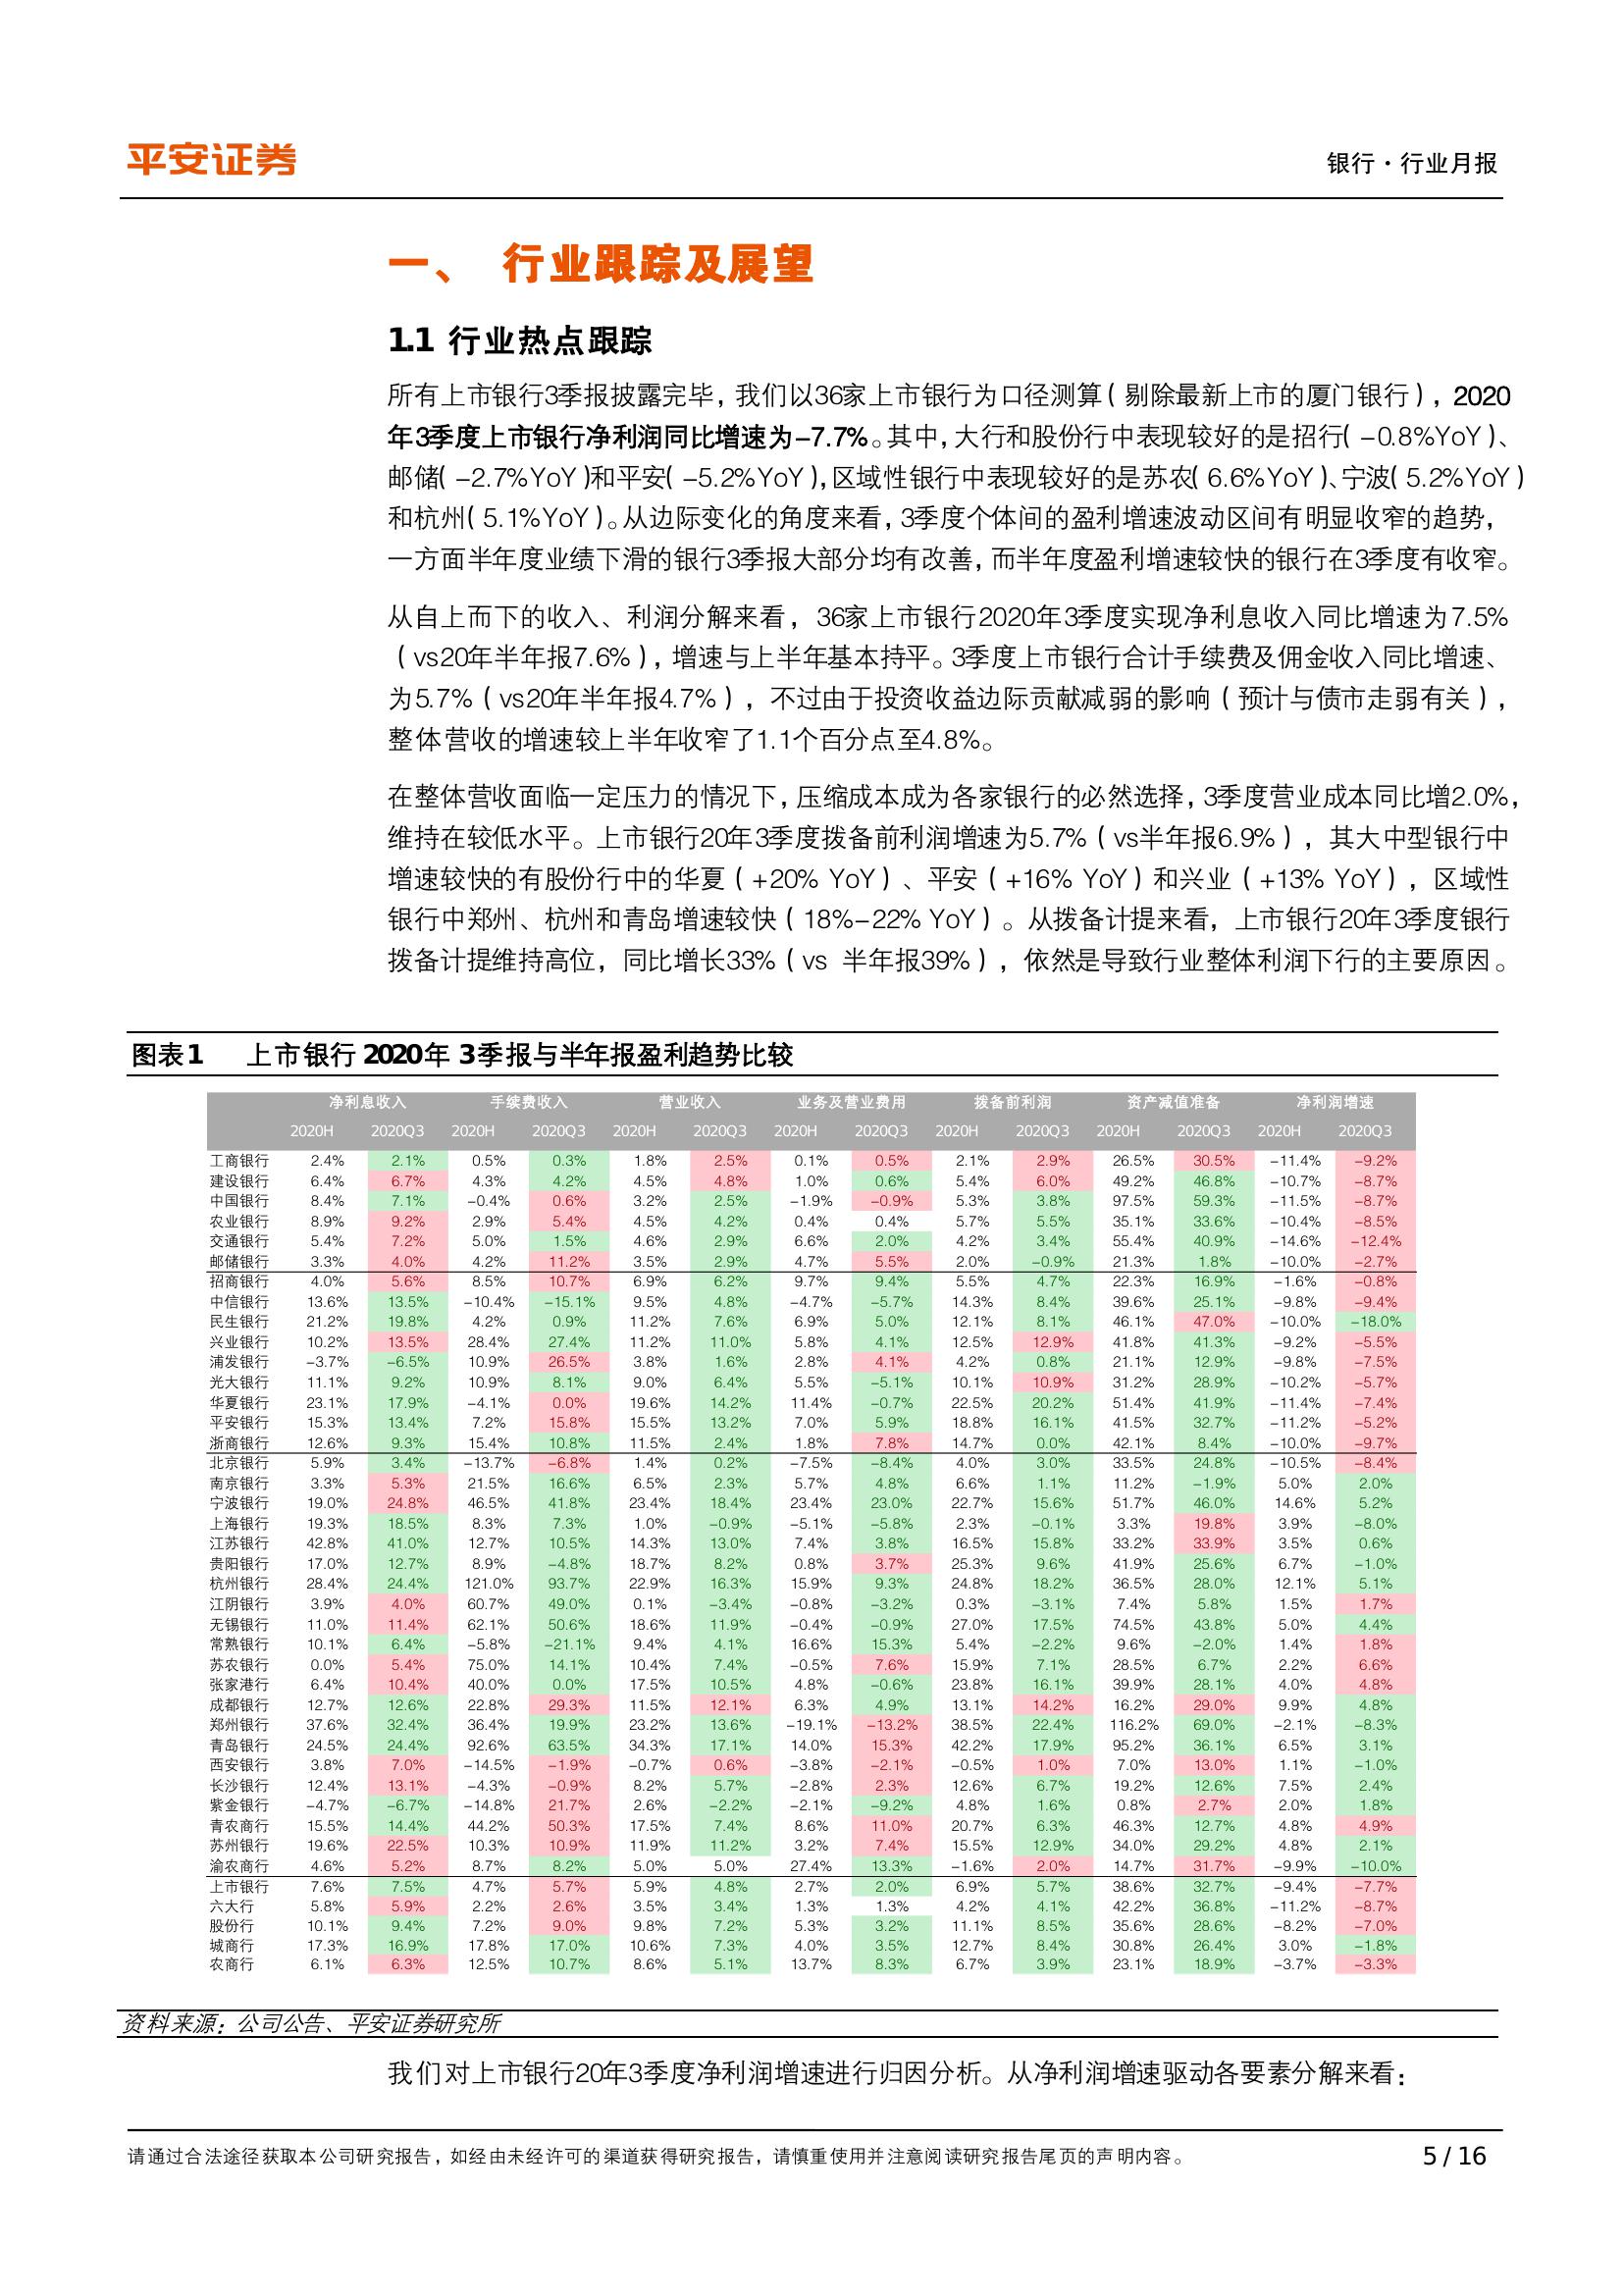 平安证券
银行·行业月报
一、 行业跟踪及展望
1.1 行业热点跟踪
所有上市银行3季报披露完毕，我们以36家上市银行为口径测算（剔除最新上市的厦门银行），2020
年3季度上市银行净利润同比增速为-7.7%。其中，大行和股份行中表现较好的是招行（-0.8%YoY）、
邮储（-2.7%YoY）和平安（-5.2%YoY），区域性银行中表现较好的是苏农（6.6%YoY）、宁波（5.2%YoY）
和杭州（5.1%YoY）。从边际变化的角度来看，3季度个体间的盈利增速波动区间有明显收窄的趋势，
一方面半年度业绩下滑的银行3季报大部分均有改善，而半年度盈利增速较快的银行在3季度有收窄。
从自上而下的收入、利润分解来看，36家上市银行2020年3季度实现净利息收入同比增速为7.5%
（vs20年半年报7.6%），增速与上半年基本持平。3季度上市银行合计手续费及佣金收入同比增速、
为5.7%（vs20年半年报4.7%），不过由于投资收益边际贡献减弱的影响（预计与债市走弱有关），
整体营收的增速较上半年收窄了1.1个百分点至4.8%。
在整体营收面临一定压力的情况下，压缩成本成为各家银行的必然选择，3季度营业成本同比增2.0%，
维持在较低水平。上市银行20年3季度拨备前利润增速为5.7%（vs半年报6.9%），其大中型银行中
增速较快的有股份行中的华夏（+20% YoY）、平安（+16% YoY）和兴业（+13% YoY），区域性
银行中郑州、杭州和青岛增速较快（18%-22% YoY）。从拨备计提来看，上市银行20年3季度银行
拨备计提维持高位，同比增长33%（vs 半年报39%），依然是导致行业整体利润下行的主要原因。
图表1 上市银行 2020年 3季报与半年报盈利趋势比较
净利息收入 手续费收入 营业收入 业务及营业费用 拨备前利润 资产减值准备 净利润增速
2020H 2020Q3 2020H 2020Q3 2020H 2020Q3 2020H 2020Q3 2020H 2020Q3 2020H 2020Q3 2020H 2020Q3
工商银行 2.4% 2.1% 0.5% 0.3% 1.8% 2.5% 0.1% 0.5% 2.1% 2.9% 26.5% 30.5% -11.4% -9.2%
建设银行 6.4% 6.7% 4.3% 4.2% 4.5% 4.8% 1.0% 0.6% 5.4% 6.0% 49.2% 46.8% -10.7% -8.7%
中国银行 8.4% 7.1% -0.4% 0.6% 3.2% 2.5% -1.9% -0.9% 5.3% 3.8% 97.5% 59.3% -11.5% -8.7%
农业银行 8.9% 9.2% 2.9% 5.4% 4.5% 4.2% 0.4% 0.4% 5.7% 5.5% 35.1% 33.6% -10.4% -8.5%
交通银行 5.4% 7.2% 5.0% 1.5% 4.6% 2.9% 6.6% 2.0% 4.2% 3.4% 55.4% 40.9% -14.6% -12.4%
邮储银行 3.3% 4.0% 4.2% 11.2% 3.5% 2.9% 4.7% 5.5% 2.0% -0.9% 21.3% 1.8% -10.0% -2.7%
招商银行 4.0% 5.6% 8.5% 10.7% 6.9% 6.2% 9.7% 9.4% 5.5% 4.7% 22.3% 16.9% -1.6% -0.8%
中信银行 13.6% 13.5% -10.4% -15.1% 9.5% 4.8% -4.7% -5.7% 14.3% 8.4% 39.6% 25.1% -9.8% -9.4%
民生银行 21.2% 19.8% 4.2% 0.9% 11.2% 7.6% 6.9% 5.0% 12.1% 8.1% 46.1% 47.0% -10.0% -18.0%
兴业银行 10.2% 13.5% 28.4% 27.4% 11.2% 11.0% 5.8% 4.1% 12.5% 12.9% 41.8% 41.3% -9.2% -5.5%
浦发银行 -3.7% -6.5% 10.9% 26.5% 3.8% 1.6% 2.8% 4.1% 4.2% 0.8% 21.1% 12.9% -9.8% -7.5%
光大银行 11.1% 9.2% 10.9% 8.1% 9.0% 6.4% 5.5% -5.1% 10.1% 10.9% 31.2% 28.9% -10.2% -5.7%
华夏银行 23.1% 17.9% -4.1% 0.0% 19.6% 14.2% 11.4% -0.7% 22.5% 20.2% 51.4% 41.9% -11.4% -7.4%
平安银行 15.3% 13.4% 7.2% 15.8% 15.5% 13.2% 7.0% 5.9% 18.8% 16.1% 41.5% 32.7% -11.2% -5.2%
浙商银行 12.6% 9.3% 15.4% 10.8% 11.5% 2.4% 1.8% 7.8% 14.7% 0.0% 42.1% 8.4% -10.0% -9.7%
北京银行 5.9% 3.4% -13.7% -6.8% 1.4% 0.2% -7.5% -8.4% 4.0% 3.0% 33.5% 24.8% -10.5% -8.4%
南京银行 3.3% 5.3% 21.5% 16.6% 6.5% 2.3% 5.7% 4.8% 6.6% 1.1% 11.2% -1.9% 5.0% 2.0%
宁波银行 19.0% 24.8% 46.5% 41.8% 23.4% 18.4% 23.4% 23.0% 22.7% 15.6% 51.7% 46.0% 14.6% 5.2%
上海银行 19.3% 18.5% 8.3% 7.3% 1.0% -0.9% -5.1% -5.8% 2.3% -0.1% 3.3% 19.8% 3.9% -8.0%
江苏银行 42.8% 41.0% 12.7% 10.5% 14.3% 13.0% 7.4% 3.8% 16.5% 15.8% 33.2% 33.9% 3.5% 0.6%
贵阳银行 17.0% 12.7% 8.9% -4.8% 18.7% 8.2% 0.8% 3.7% 25.3% 9.6% 41.9% 25.6% 6.7% -1.0%
杭州银行 28.4% 24.4% 121.0% 93.7% 22.9% 16.3% 15.9% 9.3% 24.8% 18.2% 36.5% 28.0% 12.1% 5.1%
江阴银行 3.9% 4.0% 60.7% 49.0% 0.1% -3.4% -0.8% -3.2% 0.3% -3.1% 7.4% 5.8% 1.5% 1.7%
无锡银行 11.0% 11.4% 62.1% 50.6% 18.6% 11.9% -0.4% -0.9% 27.0% 17.5% 74.5% 43.8% 5.0% 4.4%
常熟银行 10.1% 6.4% -5.8% -21.1% 9.4% 4.1% 16.6% 15.3% 5.4% -2.2% 9.6% -2.0% 1.4% 1.8%
苏农银行 0.0% 5.4% 75.0% 14.1% 10.4% 7.4% -0.5% 7.6% 15.9% 7.1% 28.5% 6.7% 2.2% 6.6%
张家港行 6.4% 10.4% 40.0% 0.0% 17.5% 10.5% 4.8% -0.6% 23.8% 16.1% 39.9% 28.1% 4.0% 4.8%
成都银行 12.7% 12.6% 22.8% 29.3% 11.5% 12.1% 6.3% 4.9% 13.1% 14.2% 16.2% 29.0% 9.9% 4.8%
郑州银行 37.6% 32.4% 36.4% 19.9% 23.2% 13.6% -19.1% -13.2% 38.5% 22.4% 116.2% 69.0% -2.1% -8.3%
青岛银行 24.5% 24.4% 92.6% 63.5% 34.3% 17.1% 14.0% 15.3% 42.2% 17.9% 95.2% 36.1% 6.5% 3.1%
西安银行 3.8% 7.0% -14.5% -1.9% -0.7% 0.6% -3.8% -2.1% -0.5% 1.0% 7.0% 13.0% 1.1% -1.0%
长沙银行 12.4% 13.1% -4.3% -0.9% 8.2% 5.7% -2.8% 2.3% 12.6% 6.7% 19.2% 12.6% 7.5% 2.4%
紫金银行 -4.7% -6.7% -14.8% 21.7% 2.6% -2.2% -2.1% -9.2% 4.8% 1.6% 0.8% 2.7% 2.0% 1.8%
青农商行 15.5% 14.4% 44.2% 50.3% 17.5% 7.4% 8.6% 11.0% 20.7% 6.3% 46.3% 12.7% 4.8% 4.9%
苏州银行 19.6% 22.5% 10.3% 10.9% 11.9% 11.2% 3.2% 7.4% 15.5% 12.9% 34.0% 29.2% 4.8% 2.1%
渝农商行 4.6% 5.2% 8.7% 8.2% 5.0% 5.0% 27.4% 13.3% -1.6% 2.0% 14.7% 31.7% -9.9% -10.0%
上市银行 7.6% 7.5% 4.7% 5.7% 5.9% 4.8% 2.7% 2.0% 6.9% 5.7% 38.6% 32.7% -9.4% -7.7%
六大行 5.8% 5.9% 2.2% 2.6% 3.5% 3.4% 1.3% 1.3% 4.2% 4.1% 42.2% 36.8% -11.2% -8.7%
股份行 10.1% 9.4% 7.2% 9.0% 9.8% 7.2% 5.3% 3.2% 11.1% 8.5% 35.6% 28.6% -8.2% -7.0%
城商行 17.3% 16.9% 17.8% 17.0% 10.6% 7.3% 4.0% 3.5% 12.7% 8.4% 30.8% 26.4% 3.0% -1.8%
农商行 6.1% 6.3% 12.5% 10.7% 8.6% 5.1% 13.7% 8.3% 6.7% 3.9% 23.1% 18.9% -3.7% -3.3%
资料来源：公司公告、平安证券研究所
我们对上市银行20年3季度净利润增速进行归因分析。从净利润增速驱动各要素分解来看：
请通过合法途径获取本公司研究报告，如经由未经许可的渠道获得研究报告，请慎重使用并注意阅读研究报告尾页的声明内容。
5 / 16